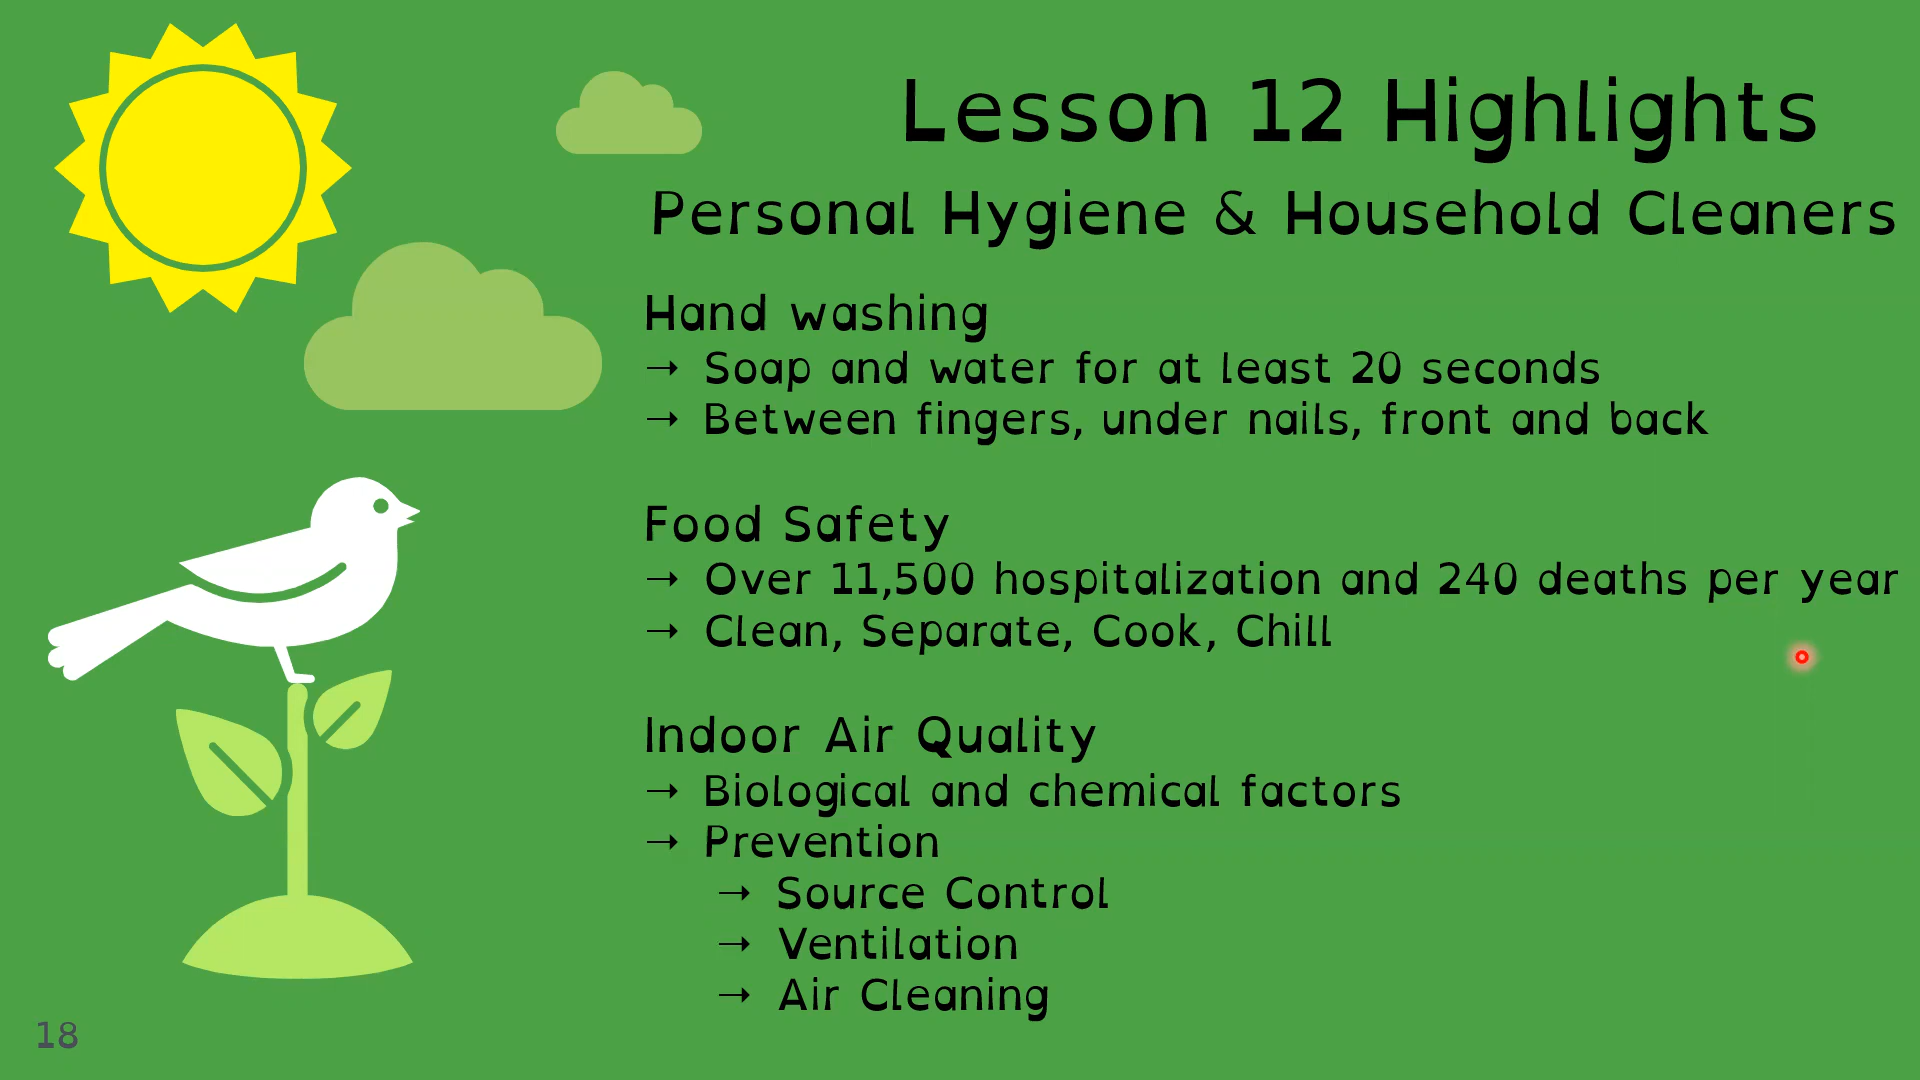 Lesson 12 Highlights
Personal Hygiene & Household Cleaners
Hand washing
→ Soap and water for at least 20 seconds
→ Between fingers, under nails, front and back
Food Safety
→ Over 11,500 hospitalization and 240 deaths per year
→ Clean, Separate, Cook, Chill
Indoor Air Quality
→ Biological and chemical factors
→ Prevention
→ Source Control
→ Ventilation
→ Air Cleaning
18